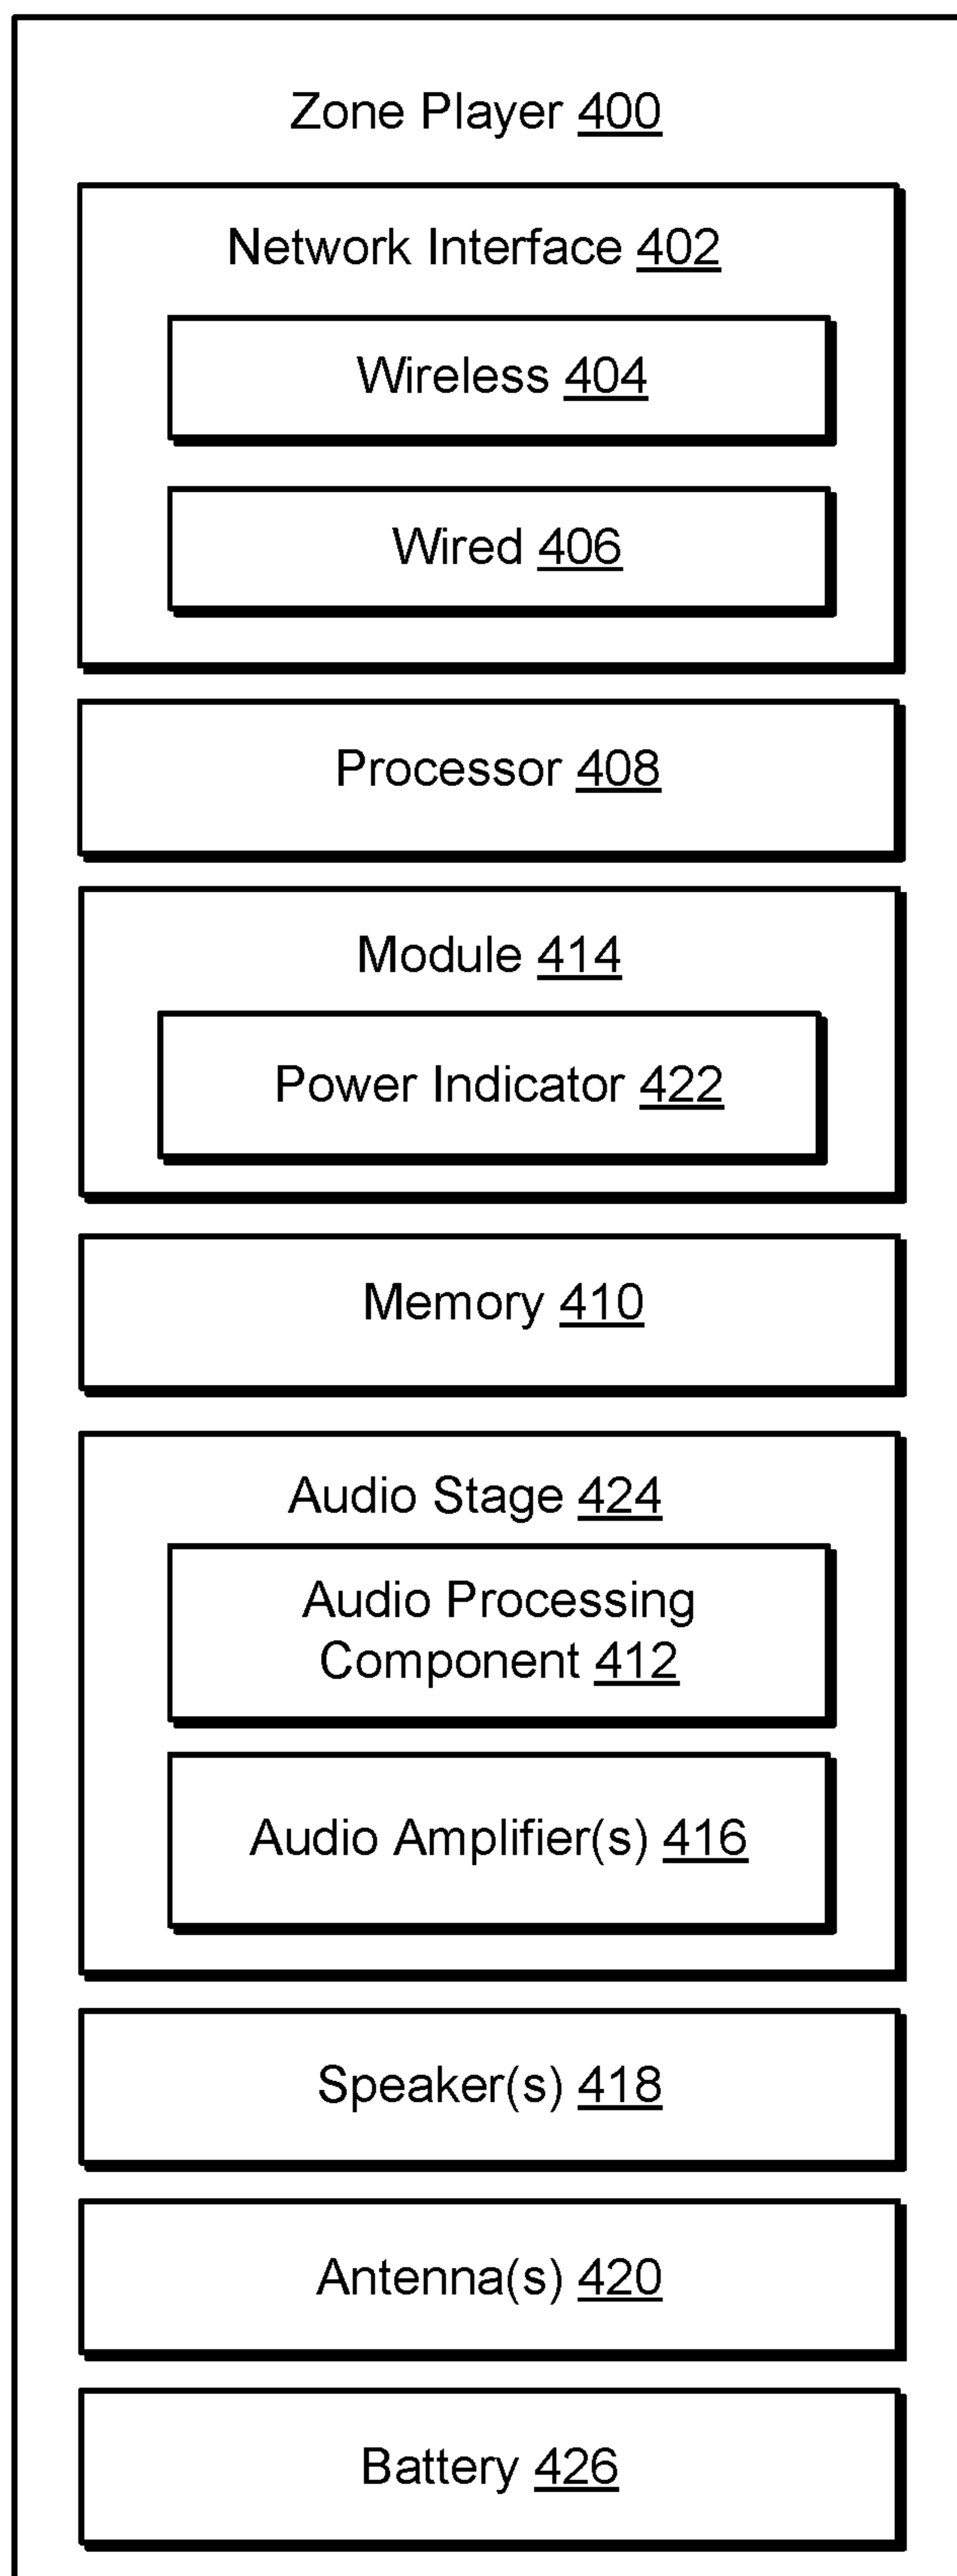 Zone Player 400
Network Interface 402
Wireless 404
Wired 406
Processor 408
Module 414
Power Indicator 422
Memory 410
Audio Stage 424
Audio Processing
Component 412
Audio Amplifier(s) 416
Speaker(s) 418
Antenna(s) 420
Battery 426